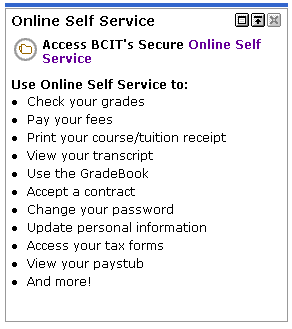 Online Self Service
Access BCIT's Secure Online Self
Service
Use Online Self Service to:
• Check your grades
• Pay your fees
• Print your course/tuition receipt
• View your transcript
• Use the GradeBook
• Accept a contract
• Change your password
• Update personal information
• Access your tax forms
• View your paystub
• And more!